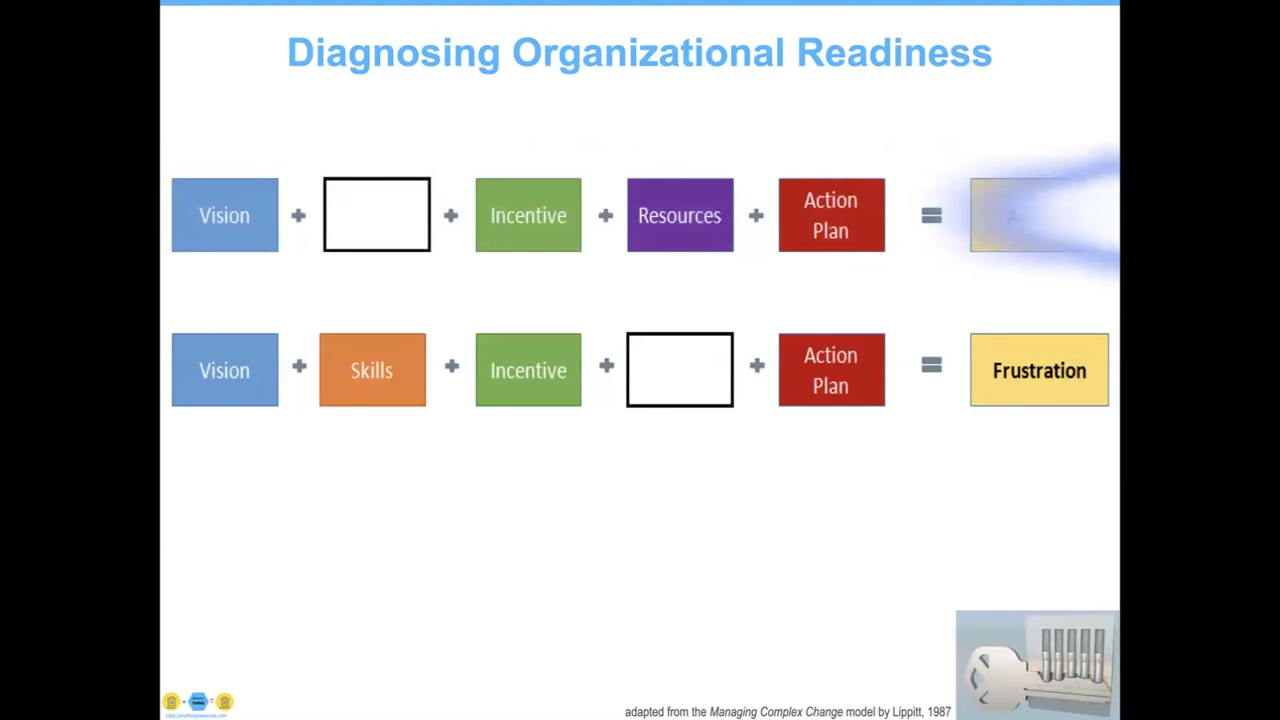 Diagnosing Organizational Readiness
Vision + Incentive + Resources + Action Plan =
Vision + Skills + Incentive + + Action Plan = Frustration
adapted from the Managing Complex Change model by Lippitt, 1987